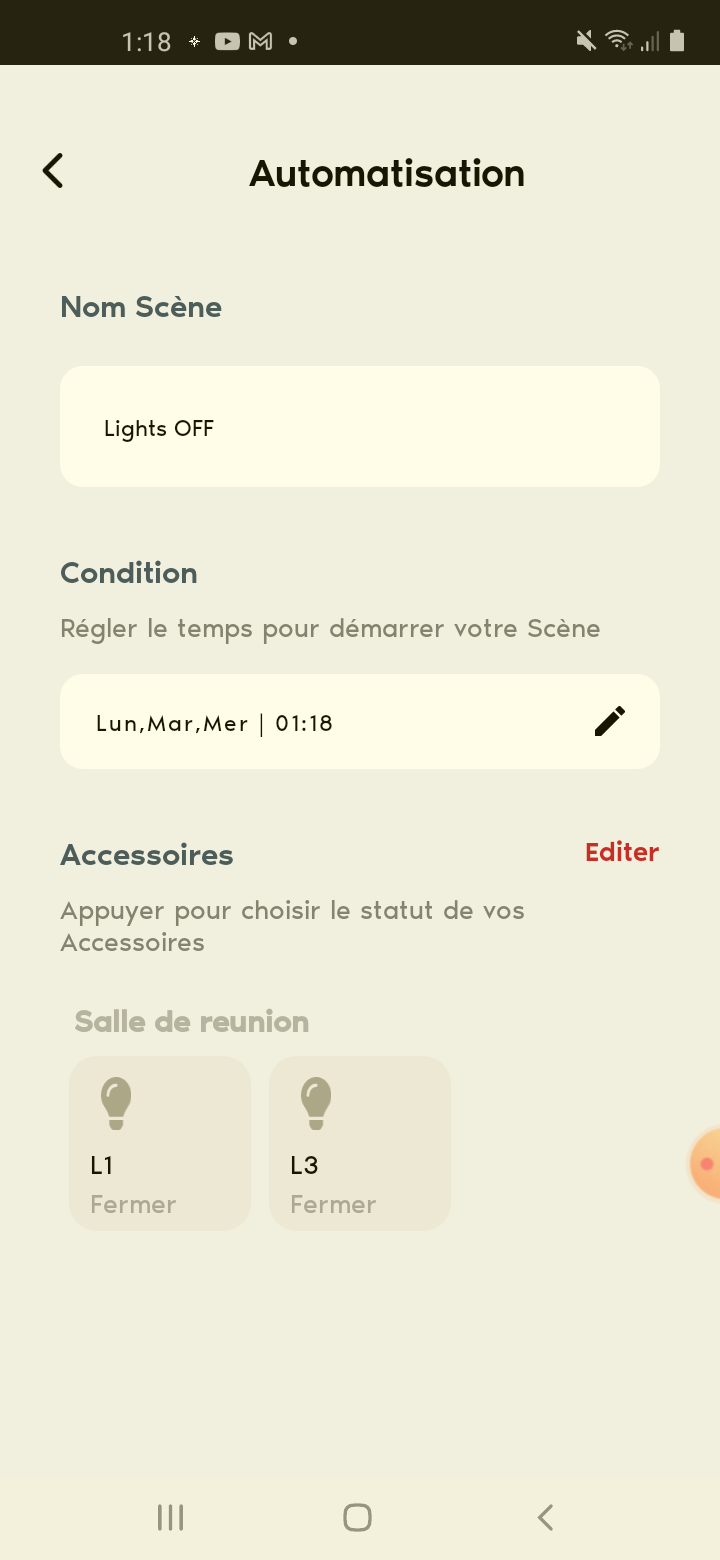 1:18
Automatisation
Nom Scène
Lights OFF
Condition
Régler le temps pour démarrer votre Scène
Lun,Mar,Mer | 01:18
Accessoires
Editer
Appuyer pour choisir le statut de vos
Accessoires
Salle de reunion
L1 L3
Fermer Fermer